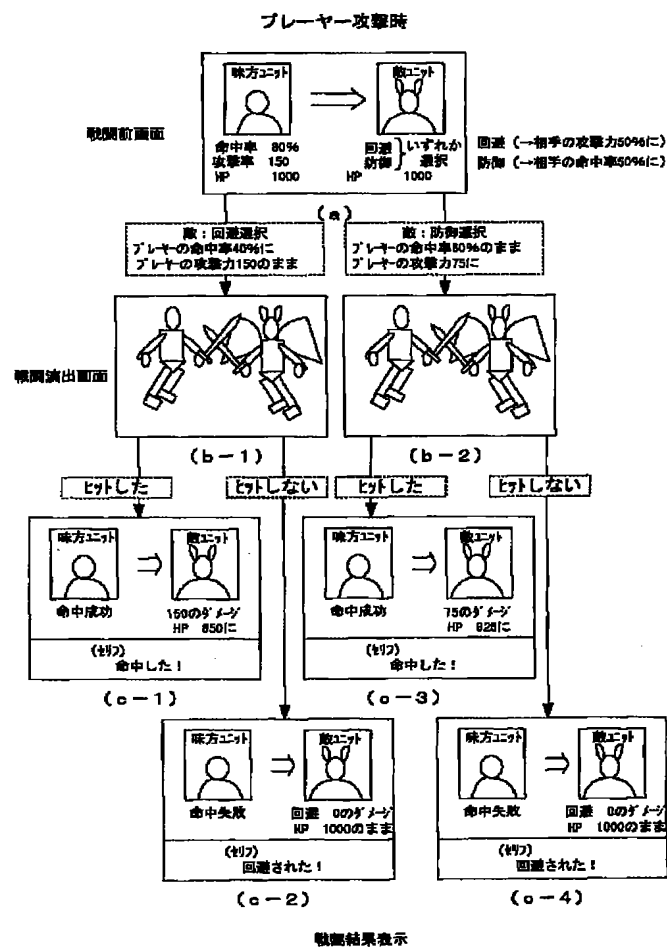 プレーヤー攻撃時
戦闘前画面
味方ユニット
敵ユニット
命中率 80%
攻撃率 150
HP 1000
回避
防御
いずれか
選択
HP 1000
回避（→相手の攻撃力50%に）
防御（→相手の命中率50%に）
(a)
敵：回避選択
プレーヤーの命中率40%に
プレーヤーの攻撃力150のまま
敵：防御選択
プレーヤーの命中率80%のまま
プレーヤーの攻撃力75に
戦闘演出画面
(b－1)
(b－2)
ヒットした
ヒットしない
ヒットした
ヒットしない
味方ユニット
敵ユニット
命中成功
150のダメージ
HP 850に
(セリフ)
命中した！
(c－1)
味方ユニット
敵ユニット
命中成功
75のダメージ
HP 925に
(セリフ)
命中した！
(c－3)
味方ユニット
敵ユニット
命中失敗
回避 0のダメージ
HP 1000のまま
(セリフ)
回避された！
(c－2)
味方ユニット
敵ユニット
命中失敗
回避 0のダメージ
HP 1000のまま
(セリフ)
回避された！
(c－4)
戦闘結果表示